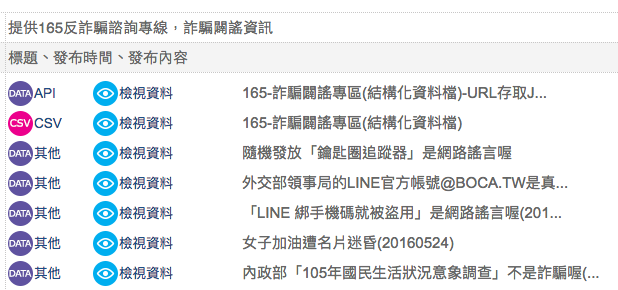 提供165反詐騙諮詢專線，詐騙闢謠資訊
標題、發布時間、發布內容
DATA API 檢視資料 165-詐騙闢謠專區(結構化資料檔)-URL存取J...
CSV CSV 檢視資料 165-詐騙闢謠專區(結構化資料檔)
DATA 其他 檢視資料 隨機發放「鑰匙圈追蹤器」是網路謠言喔
DATA 其他 檢視資料 外交部領事局的LINE官方帳號@BOCA.TW是真...
DATA 其他 檢視資料 「LINE 綁手機碼就被盜用」是網路謠言喔(201...
DATA 其他 檢視資料 女子加油遭名片迷昏(20160524)
DATA 其他 檢視資料 內政部「105年國民生活狀況意象調查」不是詐騙喔(...